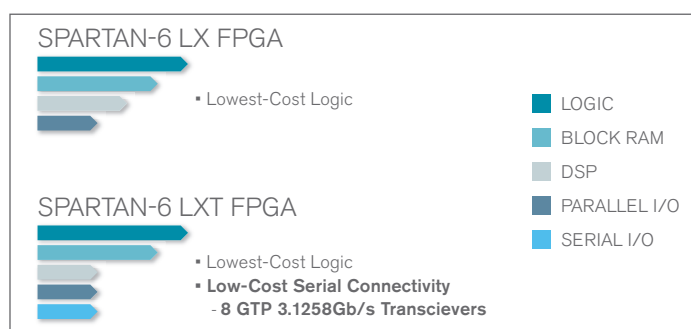 SPARTAN-6 LX FPGA
▪ Lowest-Cost Logic
SPARTAN-6 LXT FPGA
▪ Lowest-Cost Logic
▪ Low-Cost Serial Connectivity
- 8 GTP 3.1258Gb/s Transcievers
LOGIC
BLOCK RAM
DSP
PARALLEL I/O
SERIAL I/O